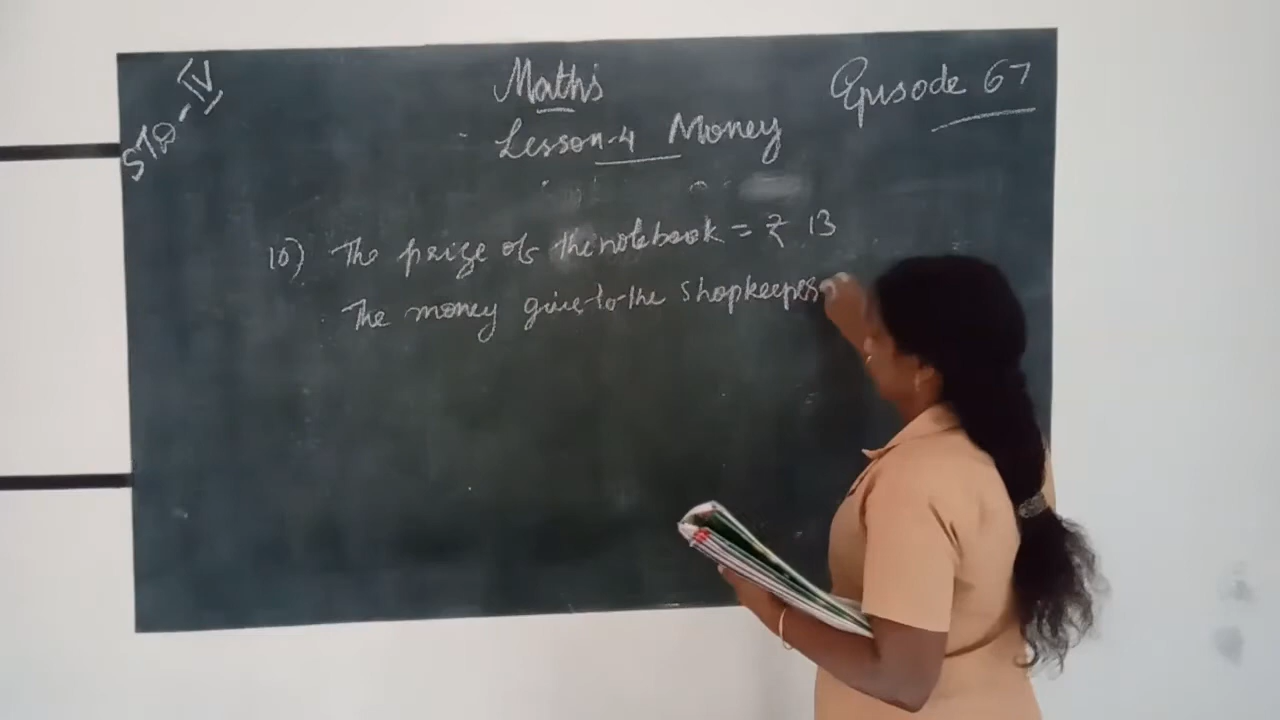 STD-IV
Maths
Episode 67
Lesson-4 Money
10) The prize of the notebook = ₹ 13
The money give to the shopkeeper